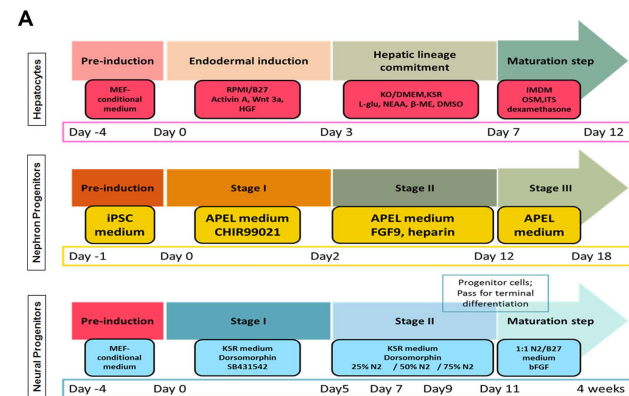 A
Hepatocytes
Pre-induction
Endodermal induction
Hepatic lineage
commitment
Maturation step
MEF-
conditional
medium
RPMI/B27
Activin A, Wnt 3a,
HGF
KO/DMEM,KSR
L-glu, NEAA, β-ME, DMSO
IMDM
OSM,ITS
dexamethasone
Day -4 Day 0 Day 3 Day 7 Day 12
Nephron Progenitors
Pre-induction
Stage I
Stage II
Stage III
iPSC
medium
APEL medium
CHIR99021
APEL medium
FGF9, heparin
APEL
medium
Day -1 Day 0 Day2 Day 12 Day 18
Progenitor cells;
Pass for terminal
differentiation
Neural Progenitors
Pre-induction
Stage I
Stage II
Maturation step
MEF-
conditional
medium
KSR medium
Dorsomorphin
SB431542
KSR medium
Dorsomorphin
25% N2 / 50% N2 / 75% N2
1:1 N2/B27
medium
bFGF
Day -4 Day 0 Day5 Day 7 Day9 Day 11 4 weeks